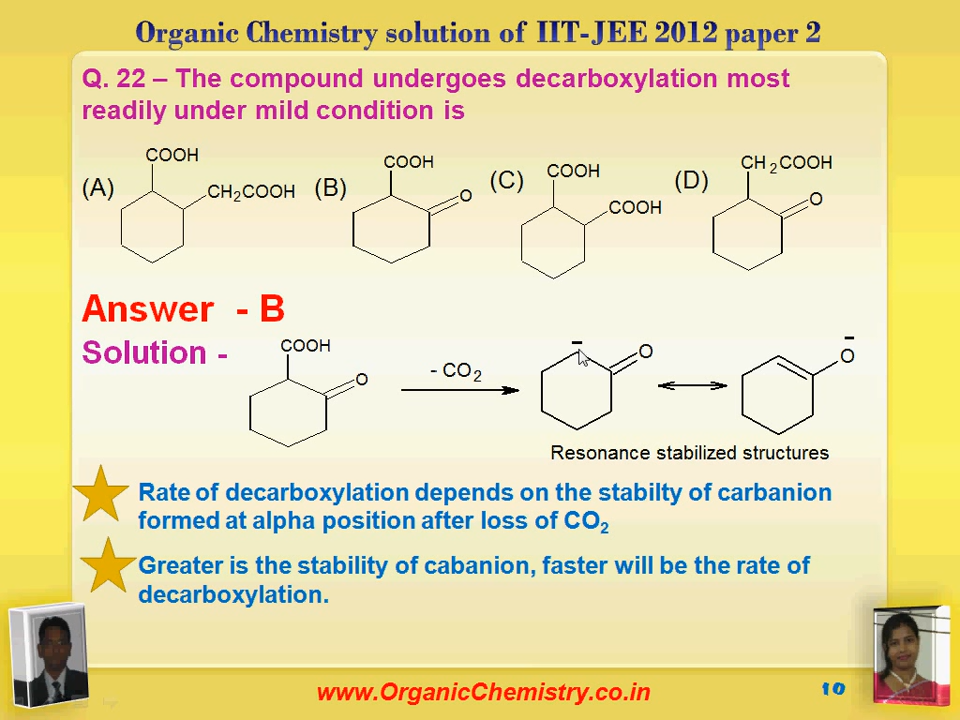 Organic Chemistry solution of IIT-JEE 2012 paper 2
Q. 22 – The compound undergoes decarboxylation most
readily under mild condition is
(A) COOH CH2COOH (B) COOH O (C) COOH COOH (D) CH2COOH O
Answer - B
Solution -
COOH O - CO2 – O – O
Resonance stabilized structures
Rate of decarboxylation depends on the stabilty of carbanion
formed at alpha position after loss of CO2
Greater is the stability of cabanion, faster will be the rate of
decarboxylation.
www.OrganicChemistry.co.in
10